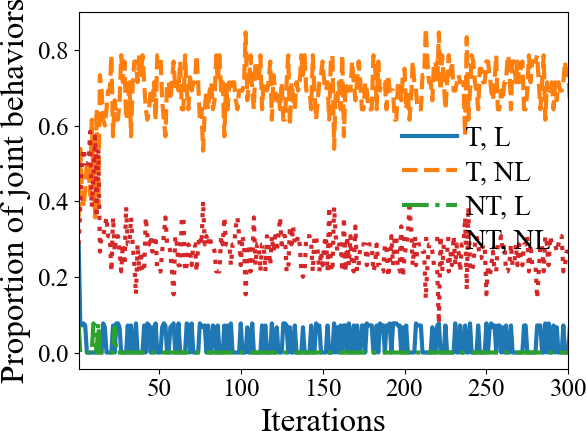 Proportion of joint behaviors
0.8
0.6
0.4
0.2
0.0
T, L
T, NL
NT, L
NT, NL
50
100
150
200
250
300
Iterations